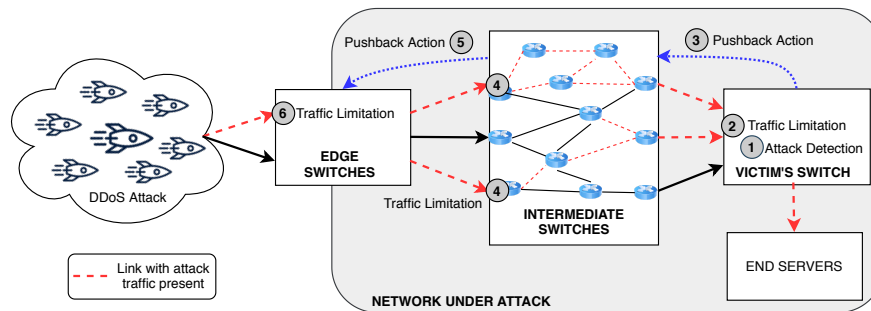 Pushback Action 5
3 Pushback Action
4
6 Traffic Limitation
2 Traffic Limitation
1 Attack Detection
EDGE
SWITCHES
VICTIM'S SWITCH
DDoS Attack
4
Traffic Limitation
INTERMEDIATE
SWITCHES
Link with attack
traffic present
END SERVERS
NETWORK UNDER ATTACK